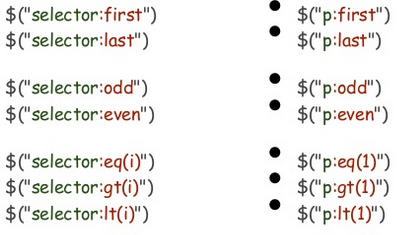 $("selector:first") • $("p:first")
$("selector:last") • $("p:last")
$("selector:odd") • $("p:odd")
$("selector:even") • $("p:even")
$("selector:eq(i)") • $("p:eq(1)")
$("selector:gt(i)") • $("p:gt(1)")
$("selector:lt(i)") • $("p:lt(1)")